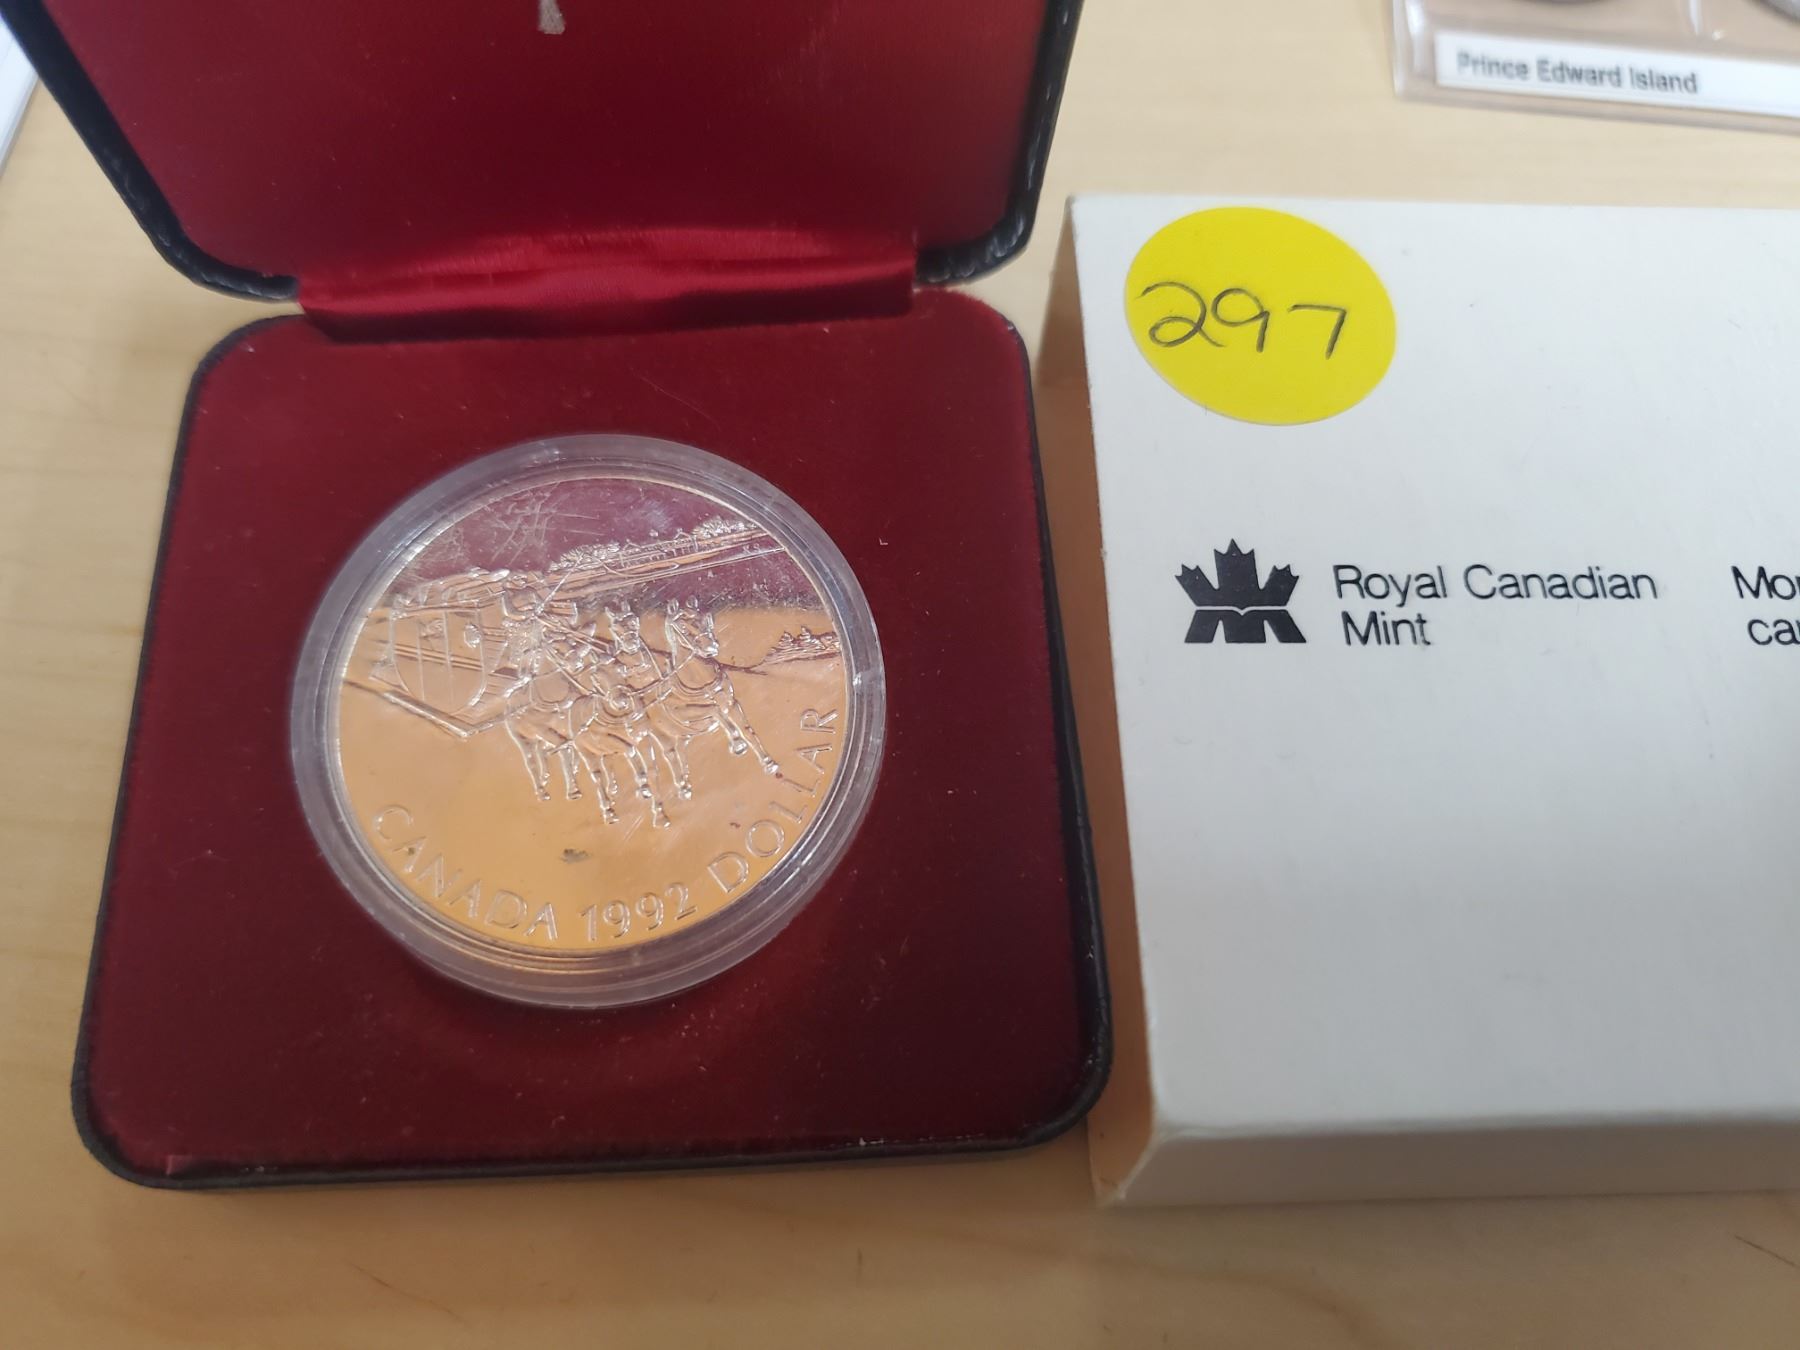 Prince Edward Island
297
Royal Canadian
Mint
CANADA 1992 DOLLAR